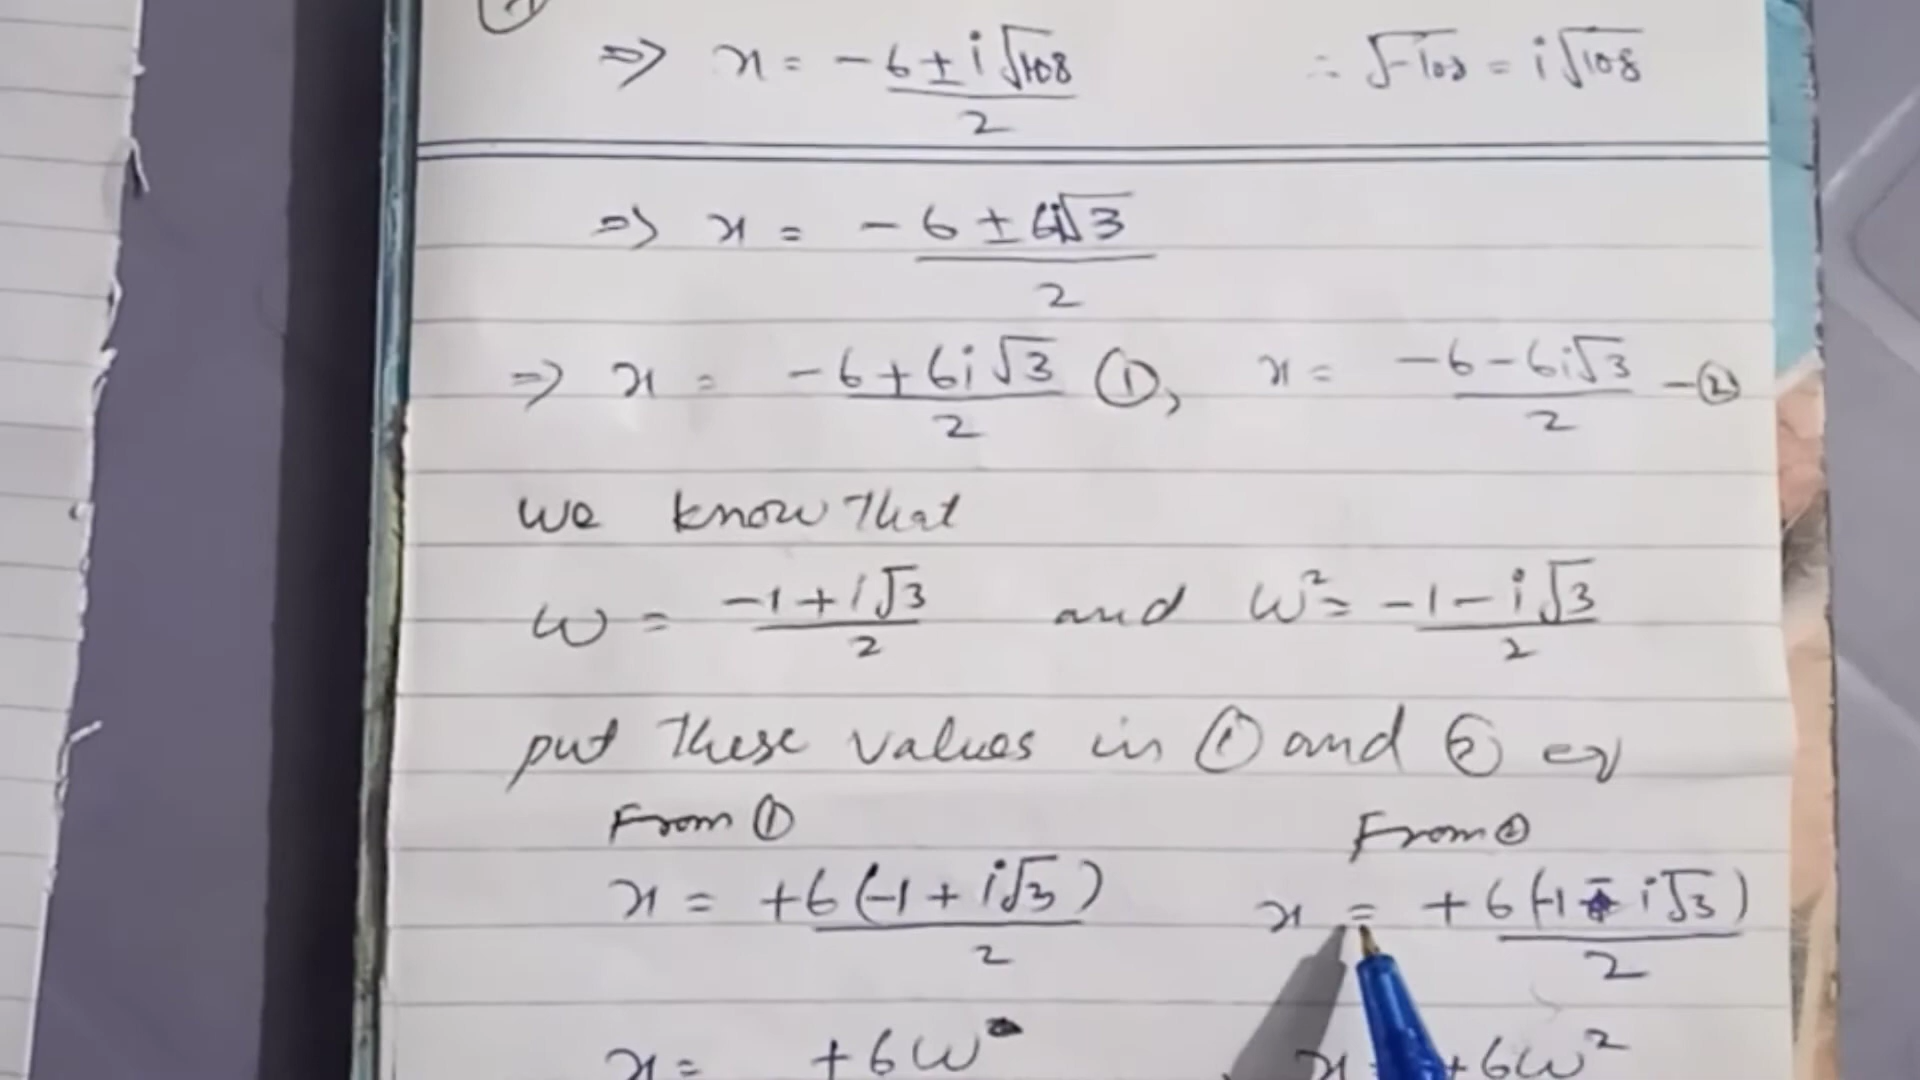 ⇒ x = -6 ± i√108 / 2 ∴ √-108 = i√108
⇒ x = -6 ± 6i√3 / 2
⇒ x = -6 + 6i√3 / 2 ①, x = -6 - 6i√3 / 2 -②
we know that
ω = -1 + i√3 / 2 and ω² = -1 - i√3 / 2
put these values in ① and ② eq
From ① From ②
x = +6 (-1 + i√3) / 2 x = +6 (-1 - i√3) / 2
x = +6ω x = +6ω²